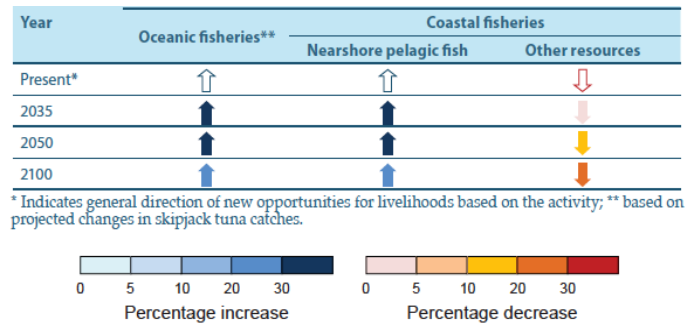 Year
Oceanic fisheries**
Coastal fisheries
Nearshore pelagic fish Other resources
Present*
2035
2050
2100
* Indicates general direction of new opportunities for livelihoods based on the activity; ** based on
projected changes in skipjack tuna catches.
0 5 10 20 30
Percentage increase
0 5 10 20 30
Percentage decrease